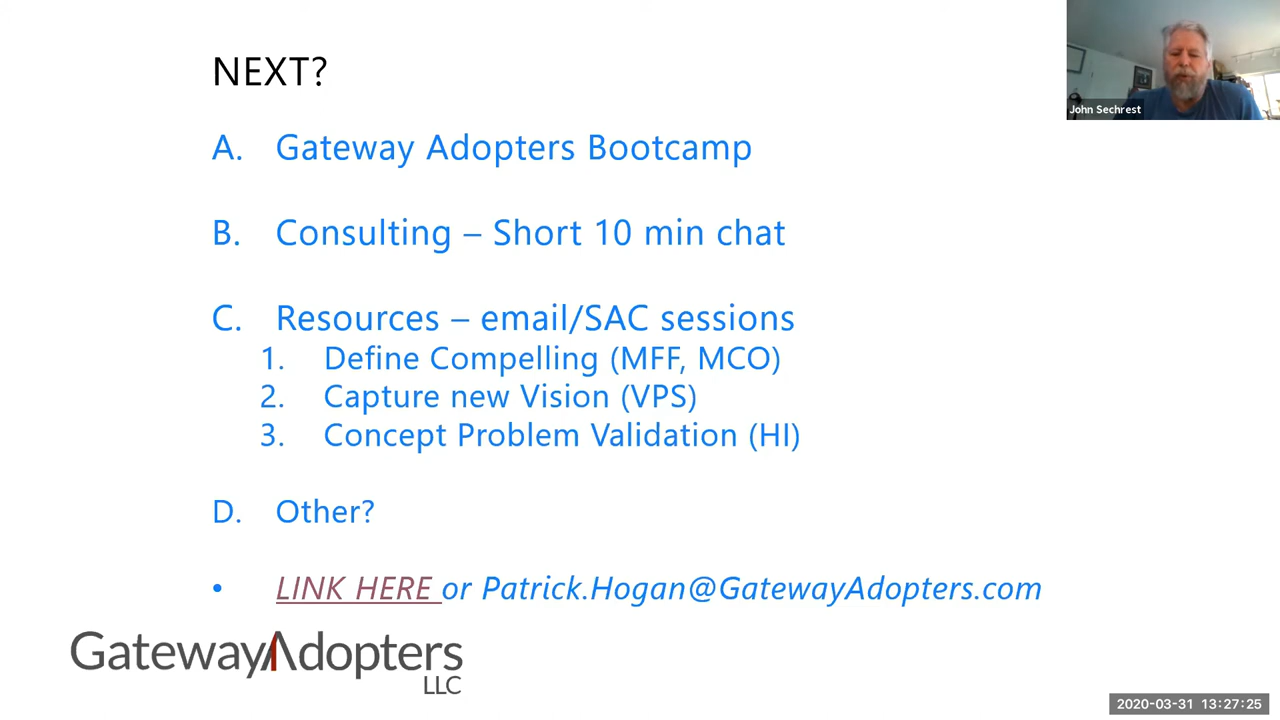 NEXT?
John Sechrest
A. Gateway Adopters Bootcamp
B. Consulting – Short 10 min chat
C. Resources – email/SAC sessions
1. Define Compelling (MFF, MCO)
2. Capture new Vision (VPS)
3. Concept Problem Validation (HI)
D. Other?
• LINK HERE or Patrick.Hogan@GatewayAdopters.com
GatewayAdopters
LLC
2020-03-31 13:27:25